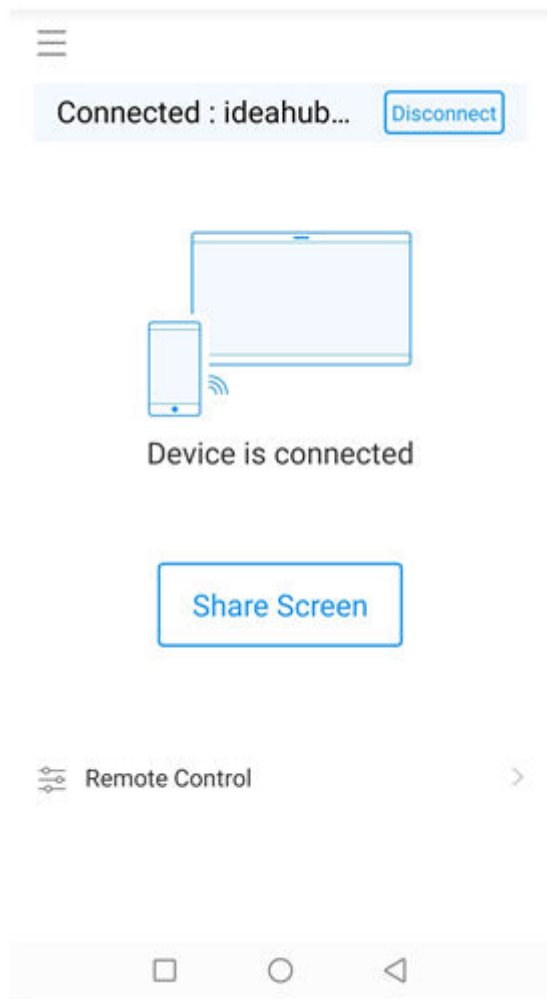 Connected : ideahub... Disconnect
Device is connected
Share Screen
Remote Control